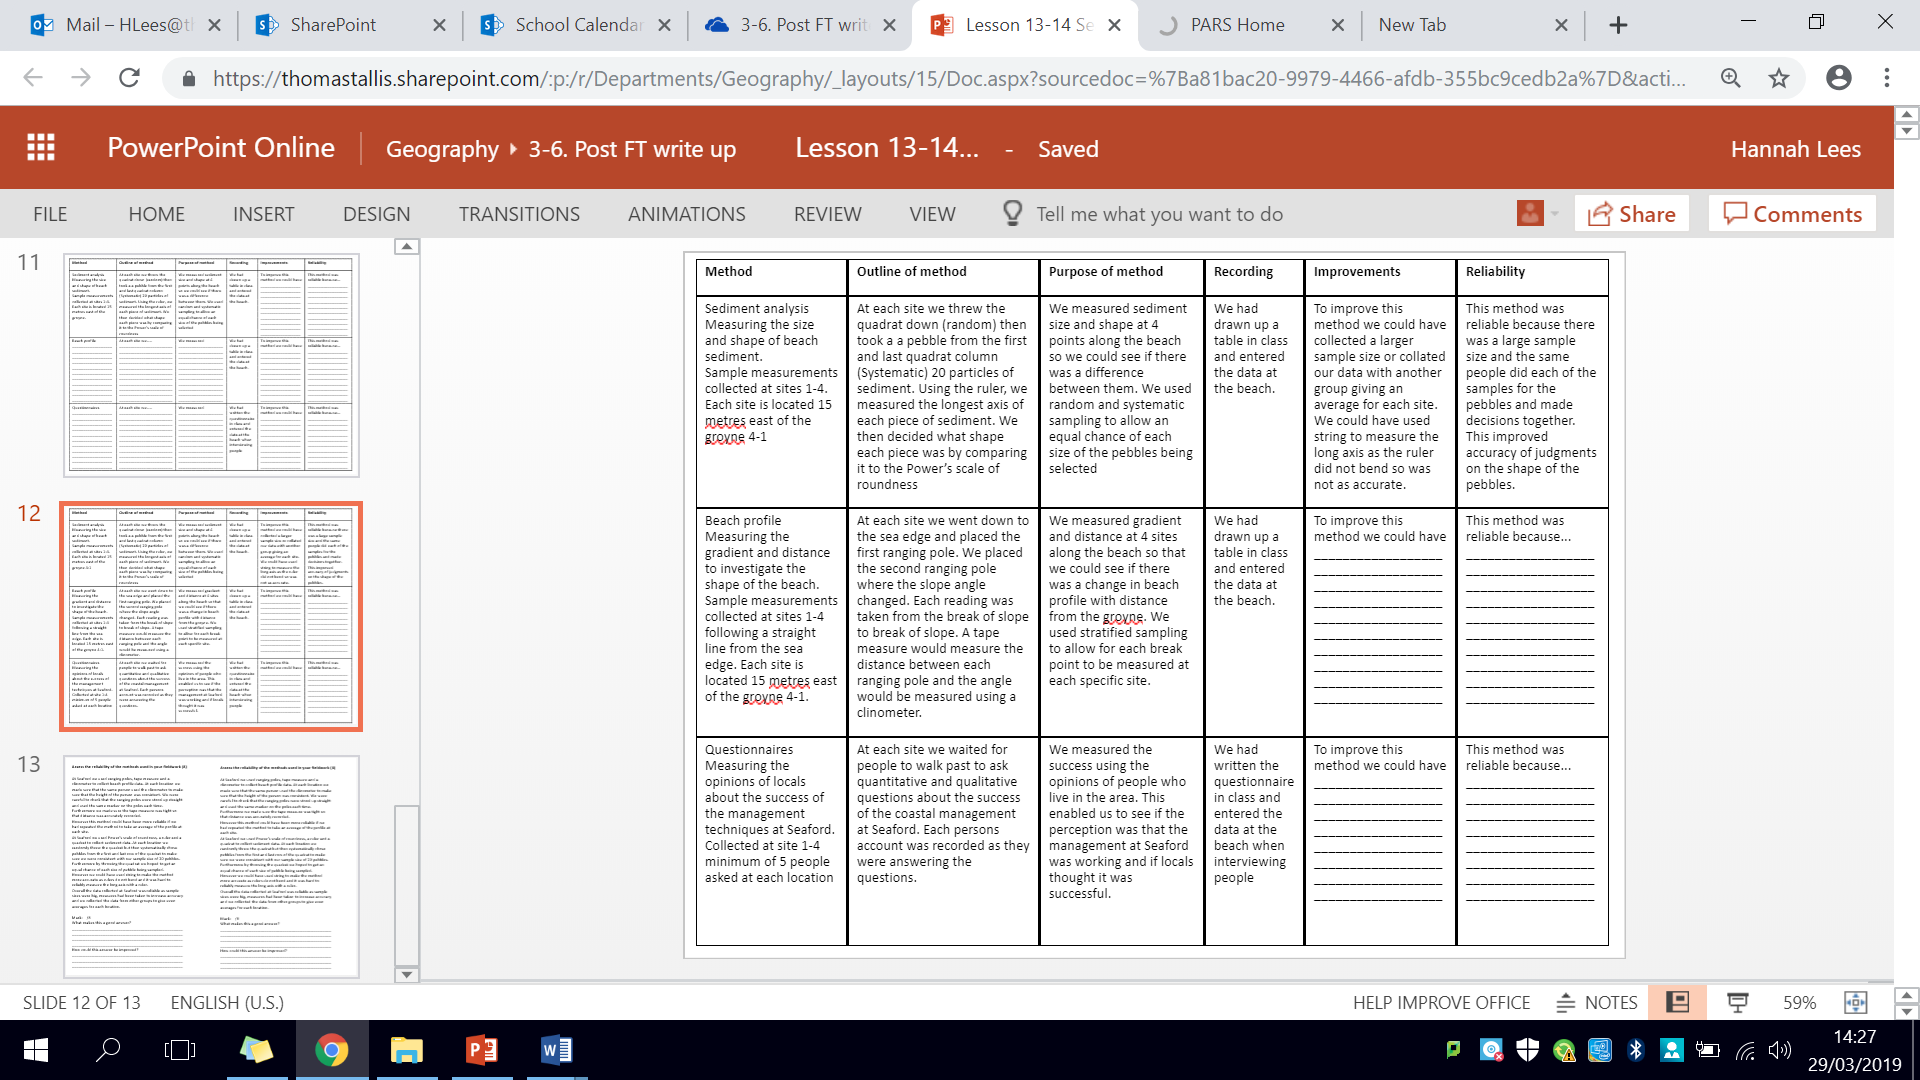 Mail – HLees@t
SharePoint
School Calenda
3-6. Post FT writ
Lesson 13-14 Se
PARS Home
New Tab
https://thomastallis.sharepoint.com/:p:/r/Departments/Geography/_layouts/15/Doc.aspx?sourcedoc=%7Ba81bac20-9979-4466-afdb-355bc9cedb2a%7D&acti...
PowerPoint Online
Geography
3-6. Post FT write up
Lesson 13-14... - Saved
Hannah Lees
FILE HOME INSERT DESIGN TRANSITIONS ANIMATIONS REVIEW VIEW Tell me what you want to do Share Comments
11
12
13
Method
Outline of method
Purpose of method
Recording
Improvements
Reliability
Sediment analysis
Measuring the size
and shape of beach
sediment.
Sample measurements
collected at sites 1-4.
Each site is located 15
metres east of the
groyne 4-1
At each site we threw the
quadrat down (random) then
took a a pebble from the first
and last quadrat column
(Systematic) 20 particles of
sediment. Using the ruler, we
measured the longest axis of
each piece of sediment. We
then decided what shape
each piece was by comparing
it to the Power’s scale of
roundness
We measured sediment
size and shape at 4
points along the beach
so we could see if there
was a difference
between them. We used
random and systematic
sampling to allow an
equal chance of each
size of the pebbles being
selected
We had
drawn up a
table in class
and entered
the data at
the beach.
To improve this
method we could have
collected a larger
sample size or collated
our data with another
group giving an
average for each site.
We could have used
string to measure the
long axis as the ruler
did not bend so was
not as accurate.
This method was
reliable because there
was a large sample
size and the same
people did each of the
samples for the
pebbles and made
decisions together.
This improved
accuracy of judgments
on the shape of the
pebbles.
Beach profile
Measuring the
gradient and distance
to investigate the
shape of the beach.
Sample measurements
collected at sites 1-4
following a straight
line from the sea
edge. Each site is
located 15 metres east
of the groyne 4-1.
At each site we went down to
the sea edge and placed the
first ranging pole. We placed
the second ranging pole
where the slope angle
changed. Each reading was
taken from the break of slope
to break of slope. A tape
measure would measure the
distance between each
ranging pole and the angle
would be measured using a
clinometer.
We measured gradient
and distance at 4 sites
along the beach so that
we could see if there
was a change in beach
profile with distance
from the groyne. We
used stratified sampling
to allow for each break
point to be measured at
each specific site.
We had
drawn up a
table in class
and entered
the data at
the beach.
To improve this
method we could have
This method was
reliable because...
Questionnaires
Measuring the
opinions of locals
about the success of
the management
techniques at Seaford.
Collected at site 1-4
minimum of 5 people
asked at each location
At each site we waited for
people to walk past to ask
quantitative and qualitative
questions about the success
of the coastal management
at Seaford. Each persons
account was recorded as they
were answering the
questions.
We measured the
success using the
opinions of people who
live in the area. This
enabled us to see if the
perception was that the
management at Seaford
was working and if locals
thought it was
successful.
We had
written the
questionnaire
in class and
entered the
data at the
beach when
interviewing
people
To improve this
method we could have
This method was
reliable because...
SLIDE 12 OF 13 ENGLISH (U.S.)
HELP IMPROVE OFFICE NOTES 59%
14:27
29/03/2019